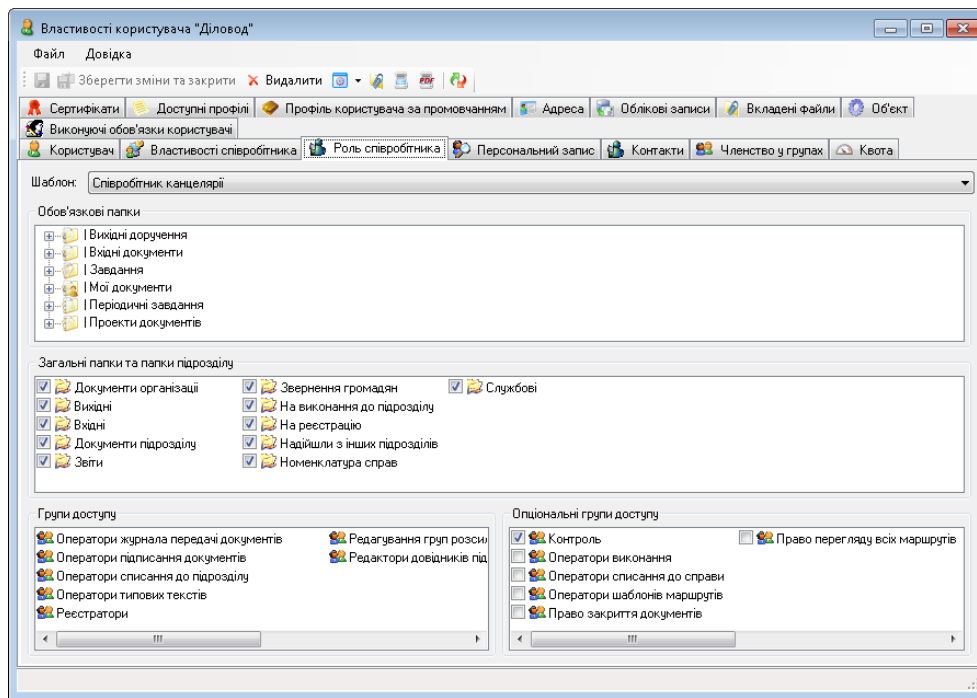 Властивості користувача "Діловод"
Файл Довідка
Зберегти зміни та закрити Видалити PDF
Сертифікати Доступні профілі Профіль користувача за промовчанням Адреса Облікові записи Вкладені файли Об'єкт
Виконуючі обов'язки користувачі
Користувач Властивості співробітника Роль співробітника Персональний запис Контакти Членство у групах Квота
Шаблон: Співробітник канцелярії
Обов'язкові папки
| Вихідні доручення
| Вхідні документи
| Завдання
| Мої документи
| Періодичні завдання
| Проекти документів
Загальні папки та папки підрозділу
Документи організації Звернення громадян Службові
Вихідні На виконання до підрозділу
Вхідні На реєстрацію
Документи підрозділу Надійшли з інших підрозділів
Звіти Номенклатура справ
Групи доступу
Оператори журнала передачі документів Редагування груп розсил
Оператори підписання документів Редактори довідників під
Оператори списання до підрозділу
Оператори типових текстів
Реєстратори
Опціональні групи доступу
Контроль Право перегляду всіх маршрутів
Оператори виконання
Оператори списання до справи
Оператори шаблонів маршрутів
Право закриття документів